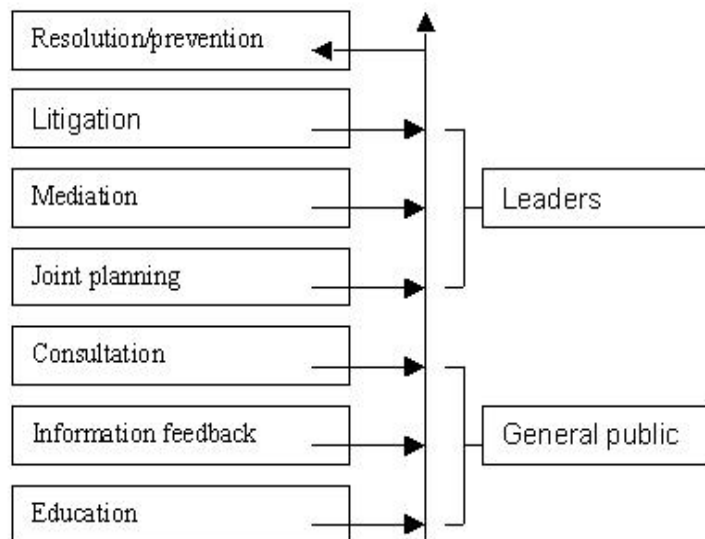 Resolution/prevention
Litigation
Mediation
Leaders
Joint planning
Consultation
Information feedback
General public
Education